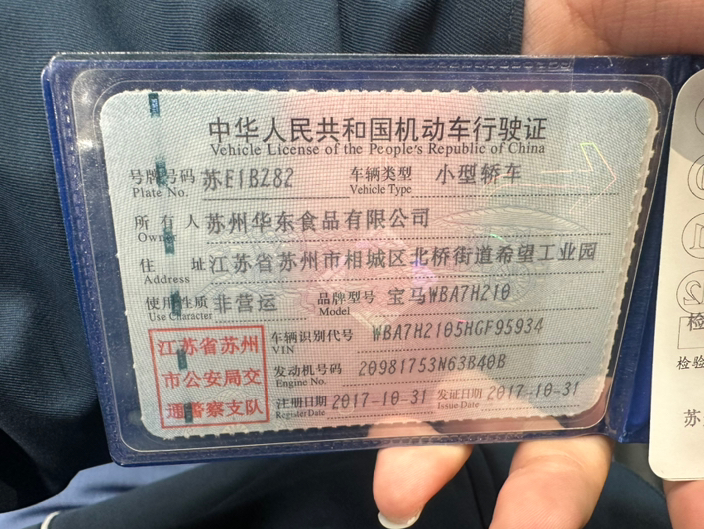 中华人民共和国机动车行驶证
Vehicle License of the People's Republic of China
号牌号码 苏E1BZ82 车辆类型 小型轿车
Plate No. Vehicle Type
所有人 苏州华东食品有限公司
Owner
住址 江苏省苏州市相城区北桥街道希望工业园
Address
使用性质 非营运 品牌型号 宝马WBA7H210
Use Character Model
江苏省苏州
市公安局交
通警察支队
车辆识别代号 WBA7H2105HGF95934
VIN
发动机号码 20981753N63B40B
Engine No.
注册日期 2017-10-31 发证日期 2017-10-31
Register Date Issue Date
检
检验
苏